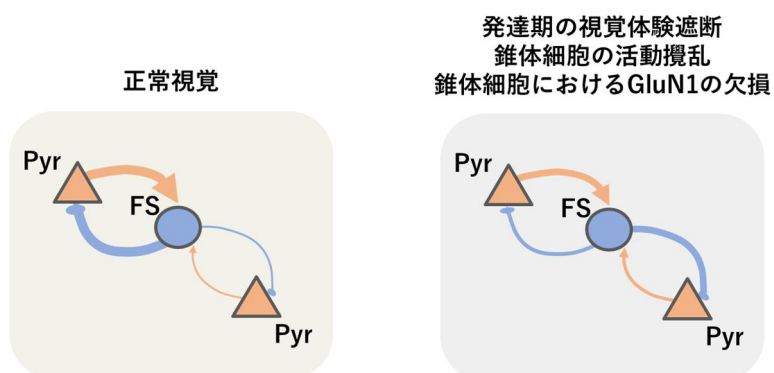 正常視覚
発達期の視覚体験遮断
錐体細胞の活動攪乱
錐体細胞におけるGluN1の欠損
Pyr
FS
Pyr
Pyr
FS
Pyr